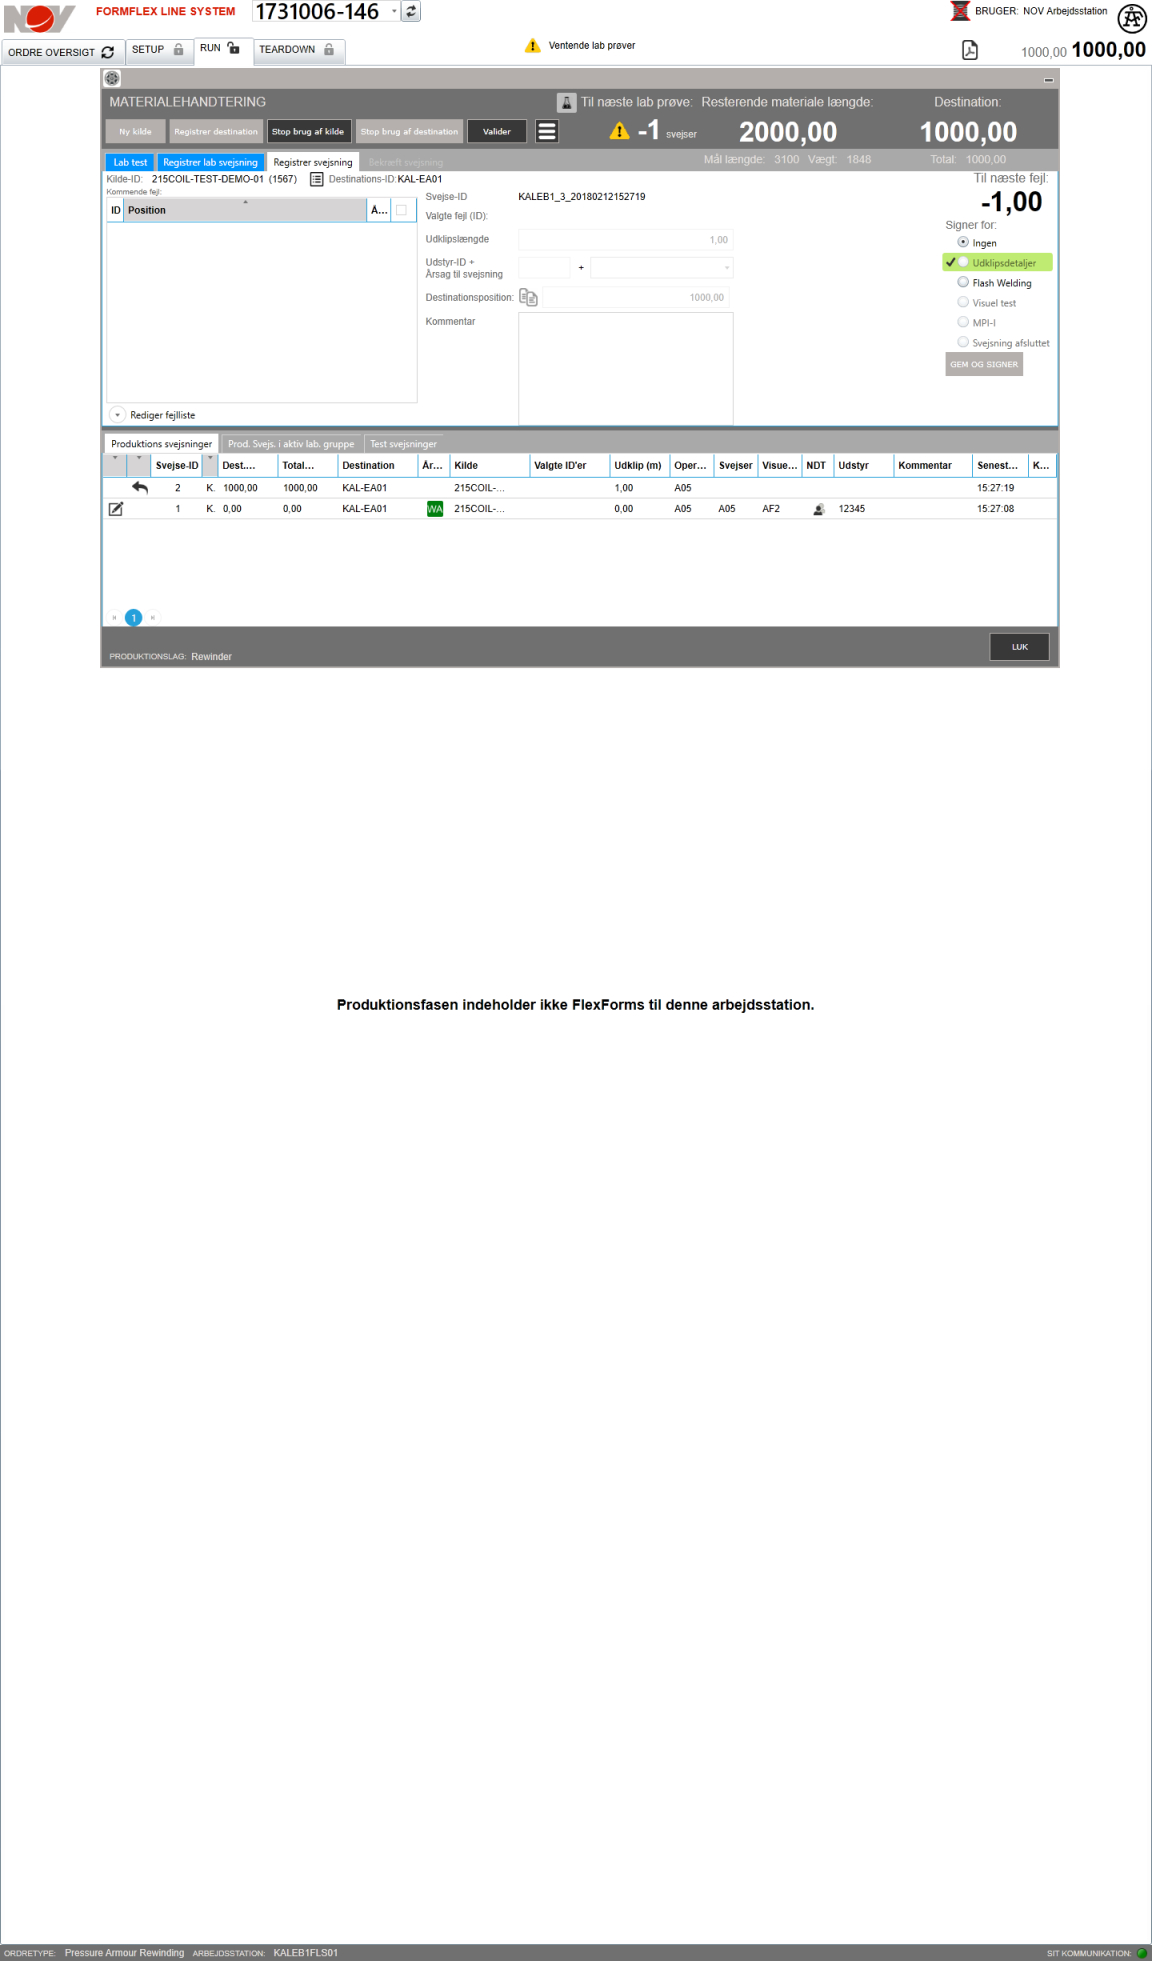 NOV FORMFLEX LINE SYSTEM 1731006-146 BRUGER: NOV Arbejdsstation
ORDRE OVERSIGT SETUP RUN TEARDOWN Ventende lab prøver 1000,00 1000,00
MATERIALEHANDTERING Til næste lab prøve: Resterende materiale længde: Destination:
Ny kilde Registrer destination Stop brug af kilde Stop brug af destination Valider -1 svejser 2000,00 1000,00
Lab test Registrer lab svejsning Registrer svejsning Bekræft svejsning Mål længde: 3100 Vægt: 1848 Total: 1000,00
Kilde-ID: 215COIL-TEST-DEMO-01 (1567) Destinations-ID: KAL-EA01 Til næste fejl:
Kommende fejl:
ID Position Å...
Svejse-ID KALEB1_3_20180212152719 -1,00
Valgte fejl (ID):
Signer for:
Udklipslængde 1,00
Ingen
Udstyr-ID +
Årsag til svejsning +
Udklipsdetaljer
Flash Welding
Destinationsposition: 1000,00
Visuel test
Kommentar
MPI-I
Svejsning afsluttet
GEM OG SIGNER
Rediger fejlliste
Produktions svejsninger Prod. Svejs. i aktiv lab. gruppe Test svejsninger
Svejse-ID Dest.... Total... Destination År... Kilde Valgte ID'er Udklip (m) Oper... Svejser Visue... NDT Udstyr Kommentar Senest... K...
2 K. 1000,00 1000,00 KAL-EA01 215COIL-... 1,00 A05 15:27:19
1 K. 0,00 0,00 KAL-EA01 WA 215COIL-... 0,00 A05 A05 AF2 12345 15:27:08
1
PRODUKTIONSLAG: Rewinder LUK
Produktionsfasen indeholder ikke FlexForms til denne arbejdsstation.
ORDRETYPE: Pressure Armour Rewinding ARBEJDSSTATION: KALEB1FLS01 SIT KOMMUNIKATION: